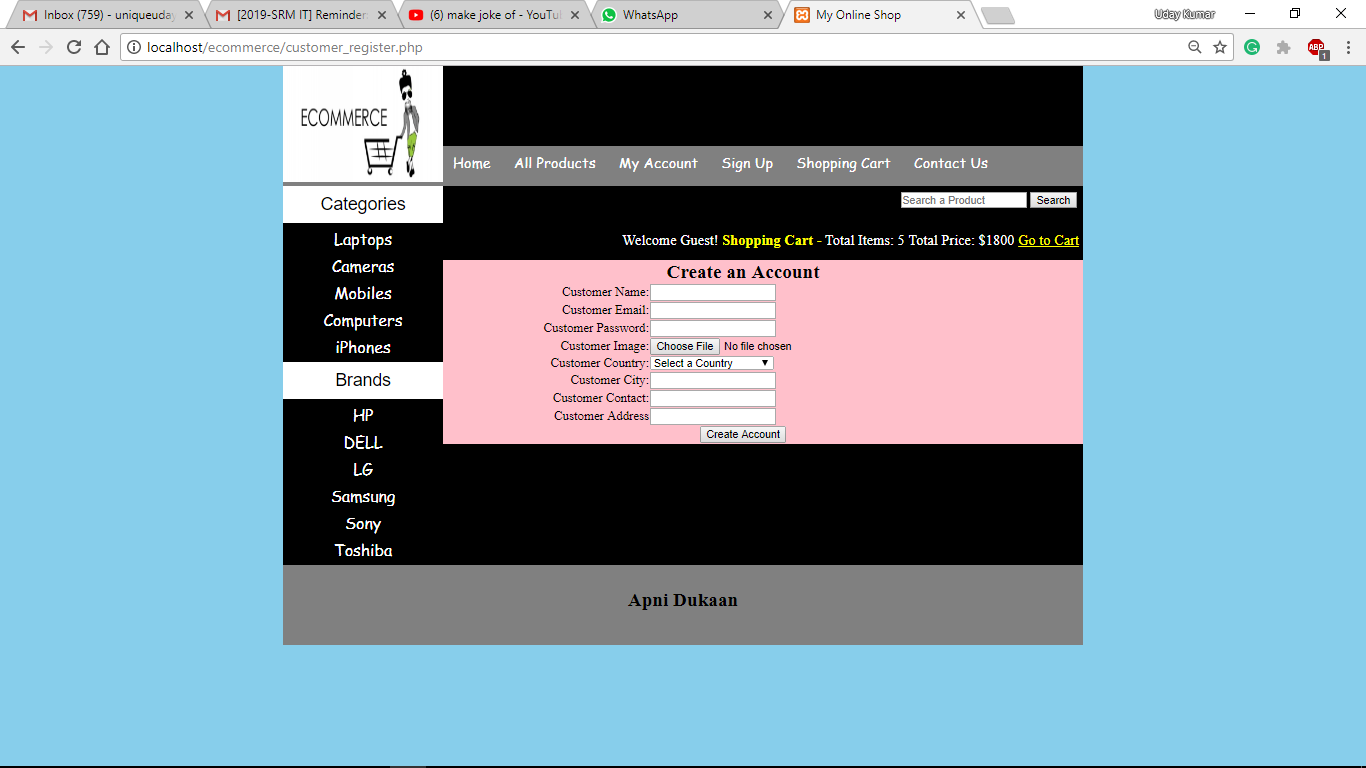 Inbox (759) - uniqueuday
[2019-SRM IT] Reminder:
(6) make joke of - YouTu
WhatsApp
My Online Shop
Uday Kumar
localhost/ecommerce/customer_register.php
ABP
1
ECOMMERCE
Home All Products My Account Sign Up Shopping Cart Contact Us
Search a Product Search
Welcome Guest! Shopping Cart - Total Items: 5 Total Price: $1800 Go to Cart
Categories
Laptops
Cameras
Mobiles
Computers
iPhones
Brands
HP
DELL
LG
Samsung
Sony
Toshiba
Create an Account
Customer Name:
Customer Email:
Customer Password:
Customer Image: Choose File No file chosen
Customer Country: Select a Country
Customer City:
Customer Contact:
Customer Address
Create Account
Apni Dukaan